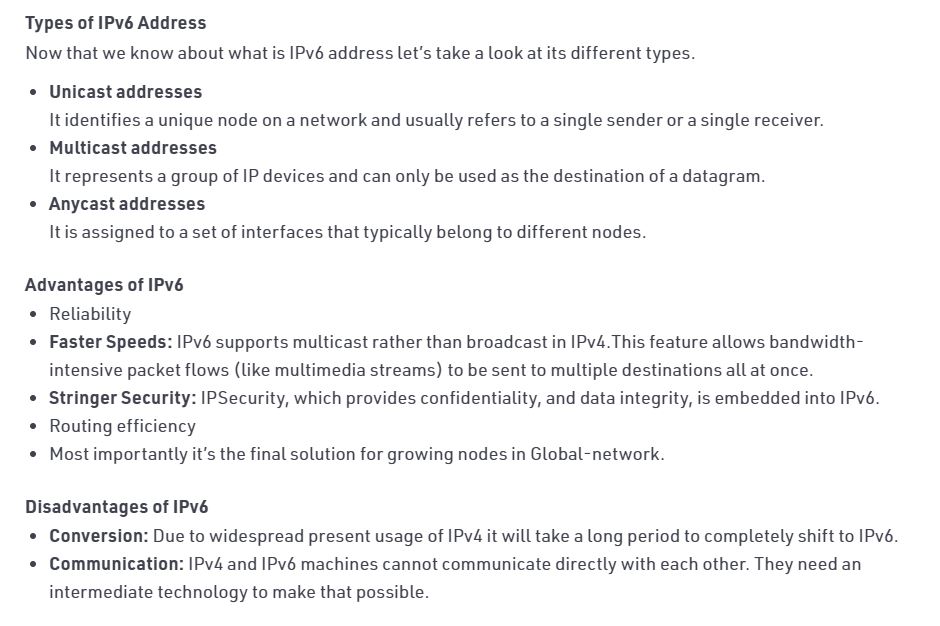 Types of IPv6 Address
Now that we know about what is IPv6 address let's take a look at its different types.
• Unicast addresses
It identifies a unique node on a network and usually refers to a single sender or a single receiver.
• Multicast addresses
It represents a group of IP devices and can only be used as the destination of a datagram.
• Anycast addresses
It is assigned to a set of interfaces that typically belong to different nodes.
Advantages of IPv6
• Reliability
• Faster Speeds: IPv6 supports multicast rather than broadcast in IPv4.This feature allows bandwidth-
intensive packet flows (like multimedia streams) to be sent to multiple destinations all at once.
• Stringer Security: IPSecurity, which provides confidentiality, and data integrity, is embedded into IPv6.
• Routing efficiency
• Most importantly it's the final solution for growing nodes in Global-network.
Disadvantages of IPv6
• Conversion: Due to widespread present usage of IPv4 it will take a long period to completely shift to IPv6.
• Communication: IPv4 and IPv6 machines cannot communicate directly with each other. They need an
intermediate technology to make that possible.